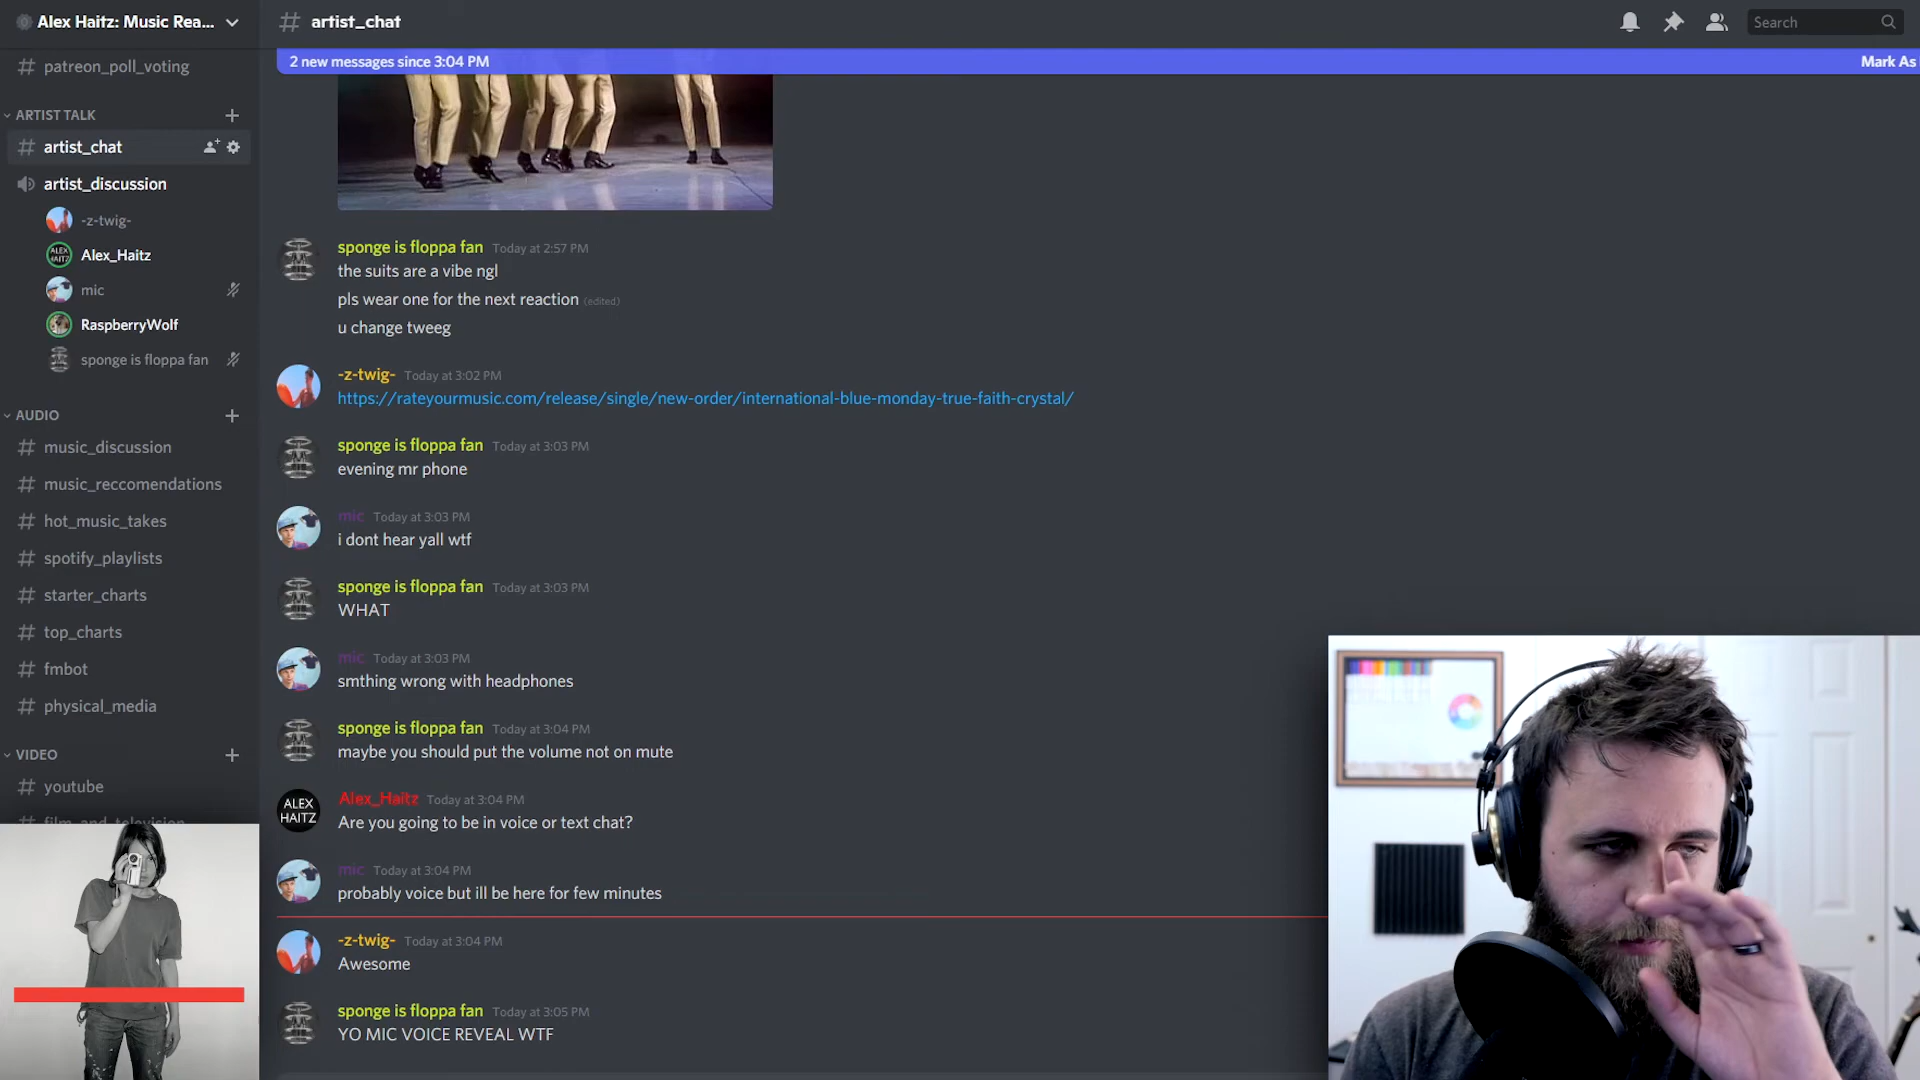 Alex Haitz: Music Rea...
patreon_poll_voting
ARTIST TALK
artist_chat
artist_discussion
-z-twig-
Alex_Haitz
mic
RaspberryWolf
sponge is floppa fan
AUDIO
music_discussion
music_reccomendations
hot_music_takes
spotify_playlists
starter_charts
top_charts
fmbot
physical_media
VIDEO
youtube
film_and_television
# artist_chat
Search
2 new messages since 3:04 PM
Mark As
sponge is floppa fan Today at 2:57 PM
the suits are a vibe ngl
pls wear one for the next reaction (edited)
u change tweeg
-z-twig- Today at 3:02 PM
https://rateyourmusic.com/release/single/new-order/international-blue-monday-true-faith-crystal/
sponge is floppa fan Today at 3:03 PM
evening mr phone
mic Today at 3:03 PM
i dont hear yall wtf
sponge is floppa fan Today at 3:03 PM
WHAT
mic Today at 3:03 PM
smthing wrong with headphones
sponge is floppa fan Today at 3:04 PM
maybe you should put the volume not on mute
ALEX HAITZ
Alex_Haitz Today at 3:04 PM
Are you going to be in voice or text chat?
mic Today at 3:04 PM
probably voice but ill be here for few minutes
-z-twig- Today at 3:04 PM
Awesome
sponge is floppa fan Today at 3:05 PM
YO MIC VOICE REVEAL WTF